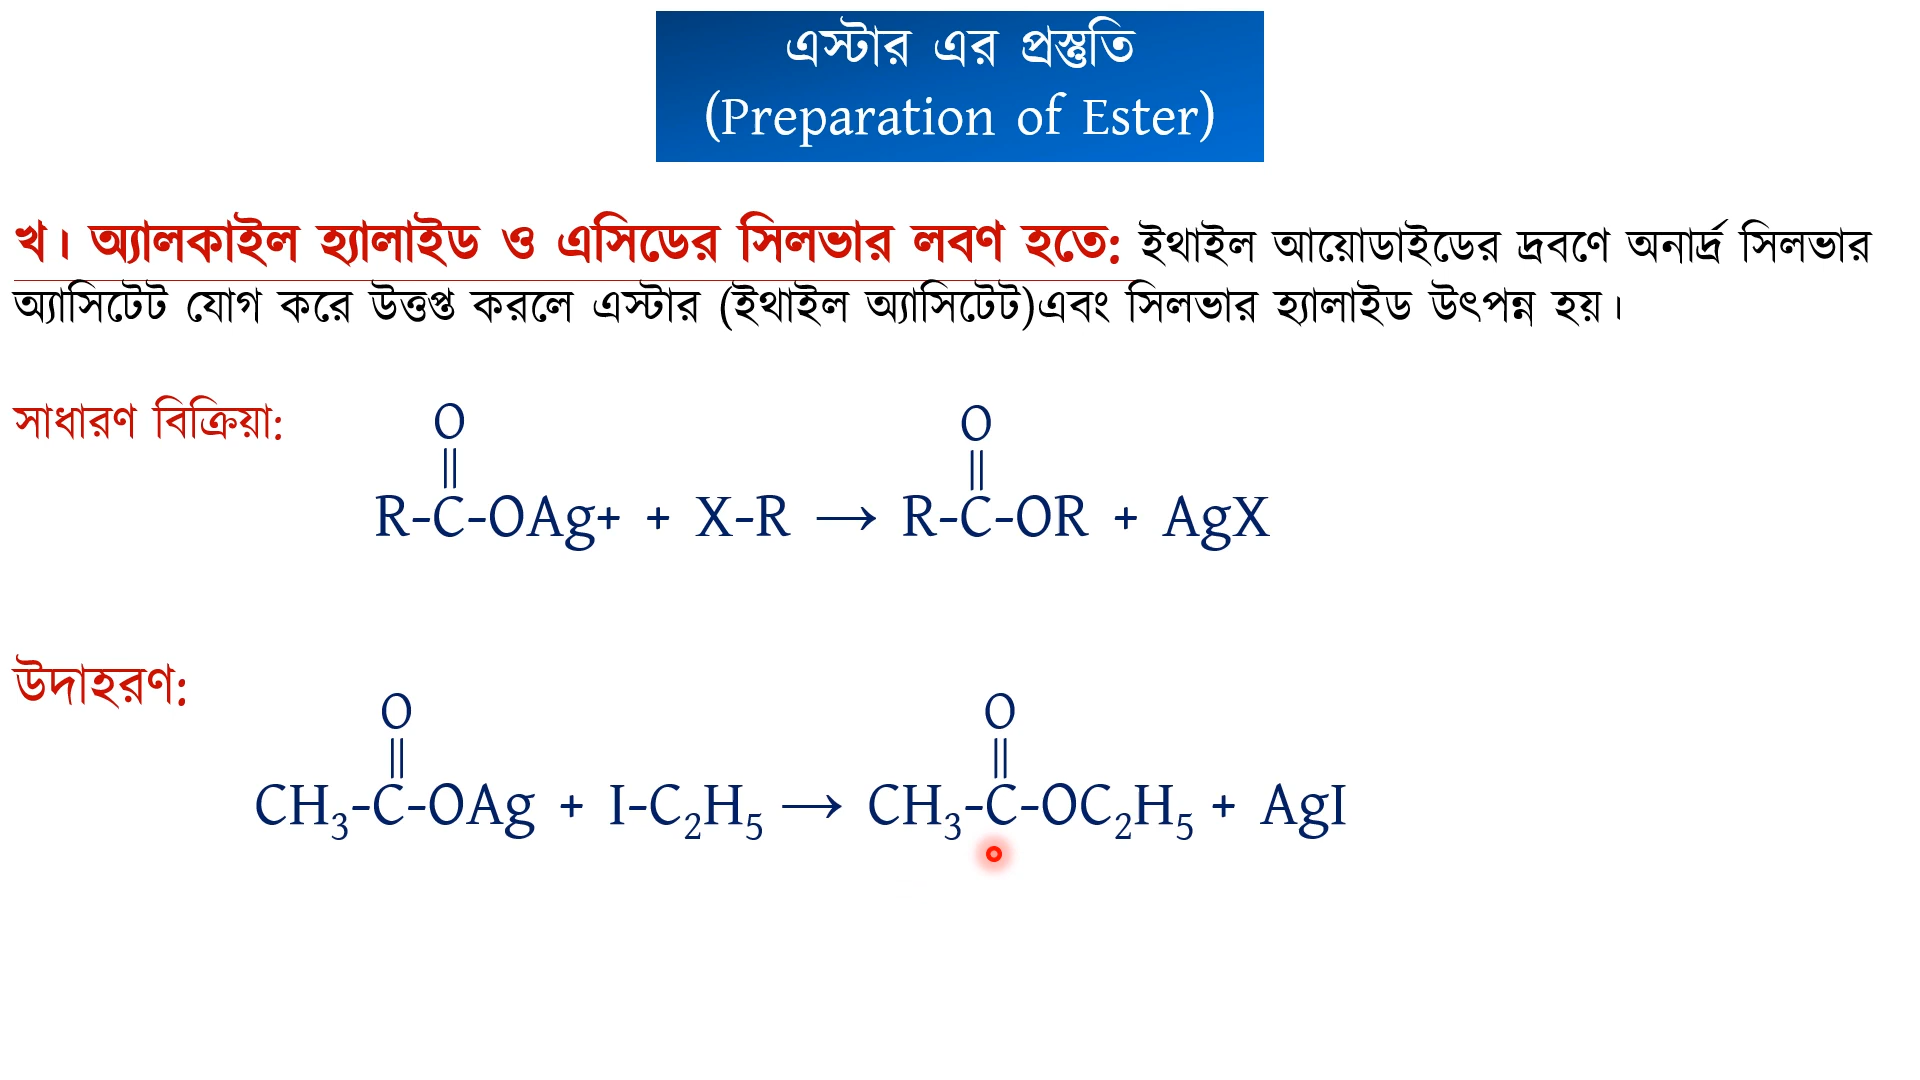 এস্টার এর প্রস্তুতি
(Preparation of Ester)
খ। অ্যালকাইল হ্যালাইড ও এসিডের সিলভার লবণ হতে: ইথাইল আয়োডাইডের দ্রবণে অনার্দ্র সিলভার
অ্যাসিটেট যোগ করে উত্তপ্ত করলে এস্টার (ইথাইল অ্যাসিটেট)এবং সিলভার হ্যালাইড উৎপন্ন হয়।
সাধারণ বিক্রিয়া:
O O
|| ||
R-C-OAg+ + X-R → R-C-OR + AgX
উদাহরণ:
O O
|| ||
CH₃-C-OAg + I-C₂H₅ → CH₃-C-OC₂H₅ + AgI